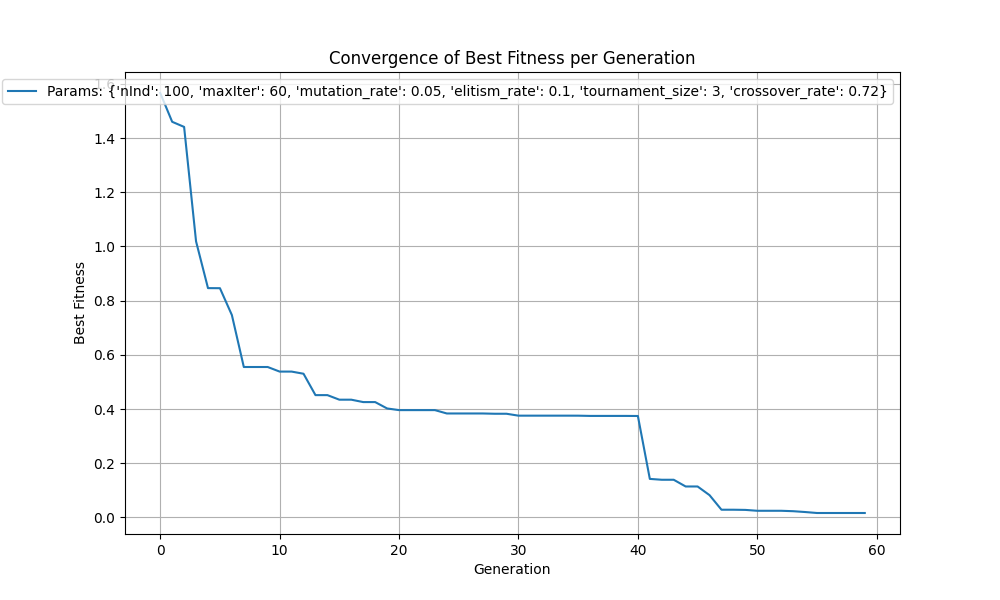 Convergence of Best Fitness per Generation
Params: {'nInd': 100, 'maxIter': 60, 'mutation_rate': 0.05, 'elitism_rate': 0.1, 'tournament_size': 3, 'crossover_rate': 0.72}
1.6
1.4
1.2
1.0
0.8
0.6
0.4
0.2
0.0
Best Fitness
0 10 20 30 40 50 60
Generation